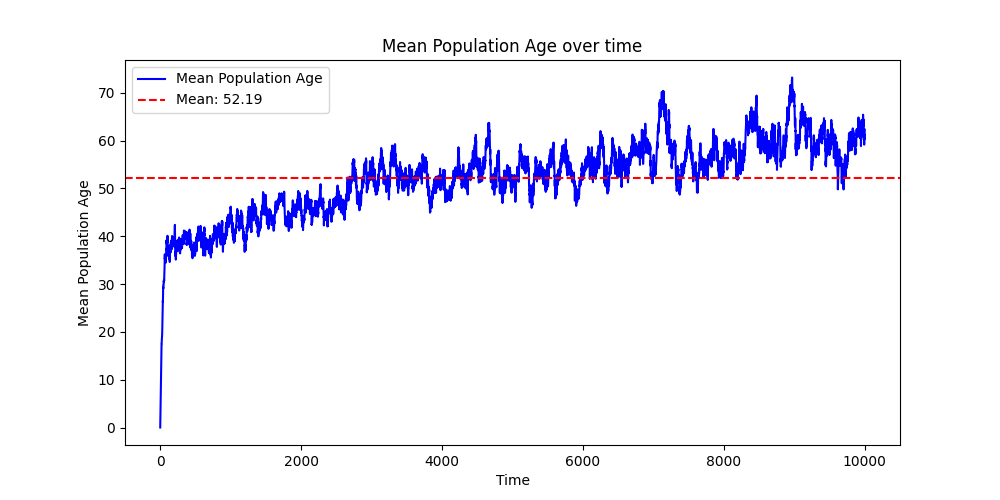 Mean Population Age over time
Mean Population Age
Mean: 52.19
70
60
50
40
30
20
10
0
Mean Population Age
0 2000 4000 6000 8000 10000
Time